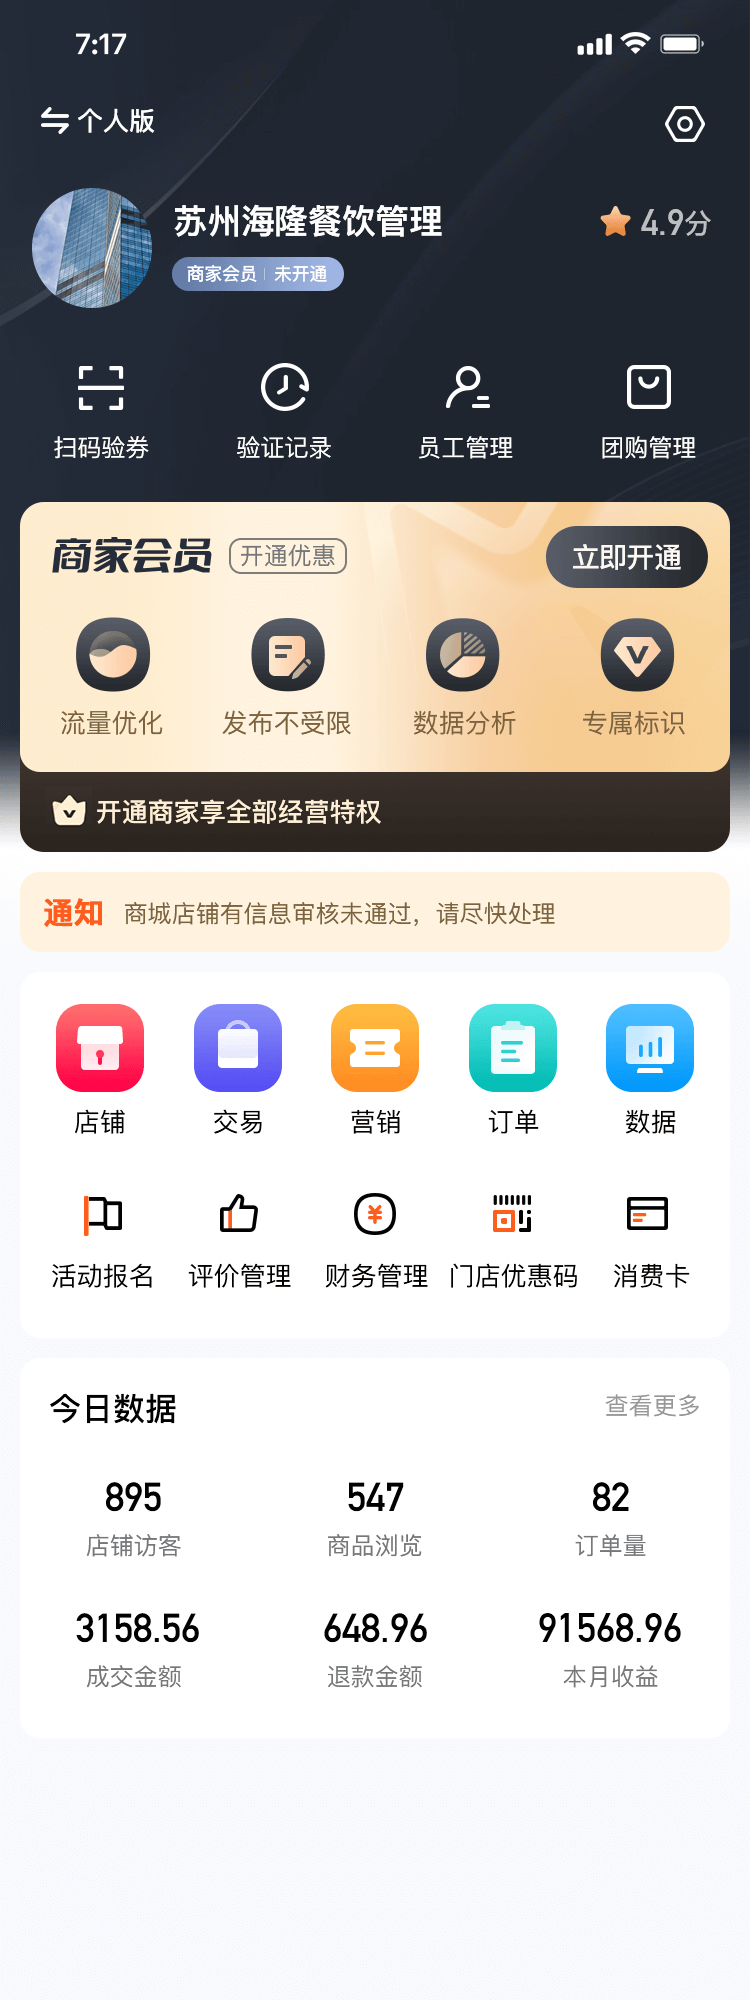 7:17
个人版
苏州海隆餐饮管理
4.9分
商家会员 未开通
扫码验券 验证记录 员工管理 团购管理
商家会员 开通优惠 立即开通
流量优化 发布不受限 数据分析 专属标识
开通商家享全部经营特权
通知 商城店铺有信息审核未通过，请尽快处理
店铺 交易 营销 订单 数据
活动报名 评价管理 财务管理 门店优惠码 消费卡
今日数据 查看更多
895 547 82
店铺访客 商品浏览 订单量
3158.56 648.96 91568.96
成交金额 退款金额 本月收益